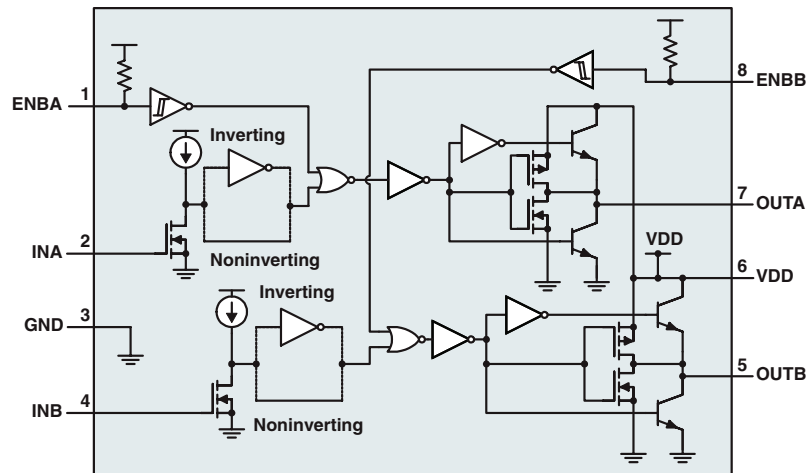 1
ENBA
8
ENBB
Inverting
7
OUTA
2
INA
VDD
Noninverting
6
VDD
Inverting
3
GND
5
OUTB
4
INB
Noninverting